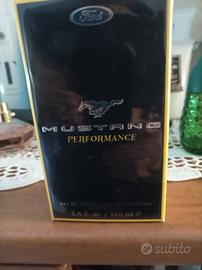 Ford
MUSTANG
PERFORMANCE
3.4 fl. oz. / 100 ml
subito